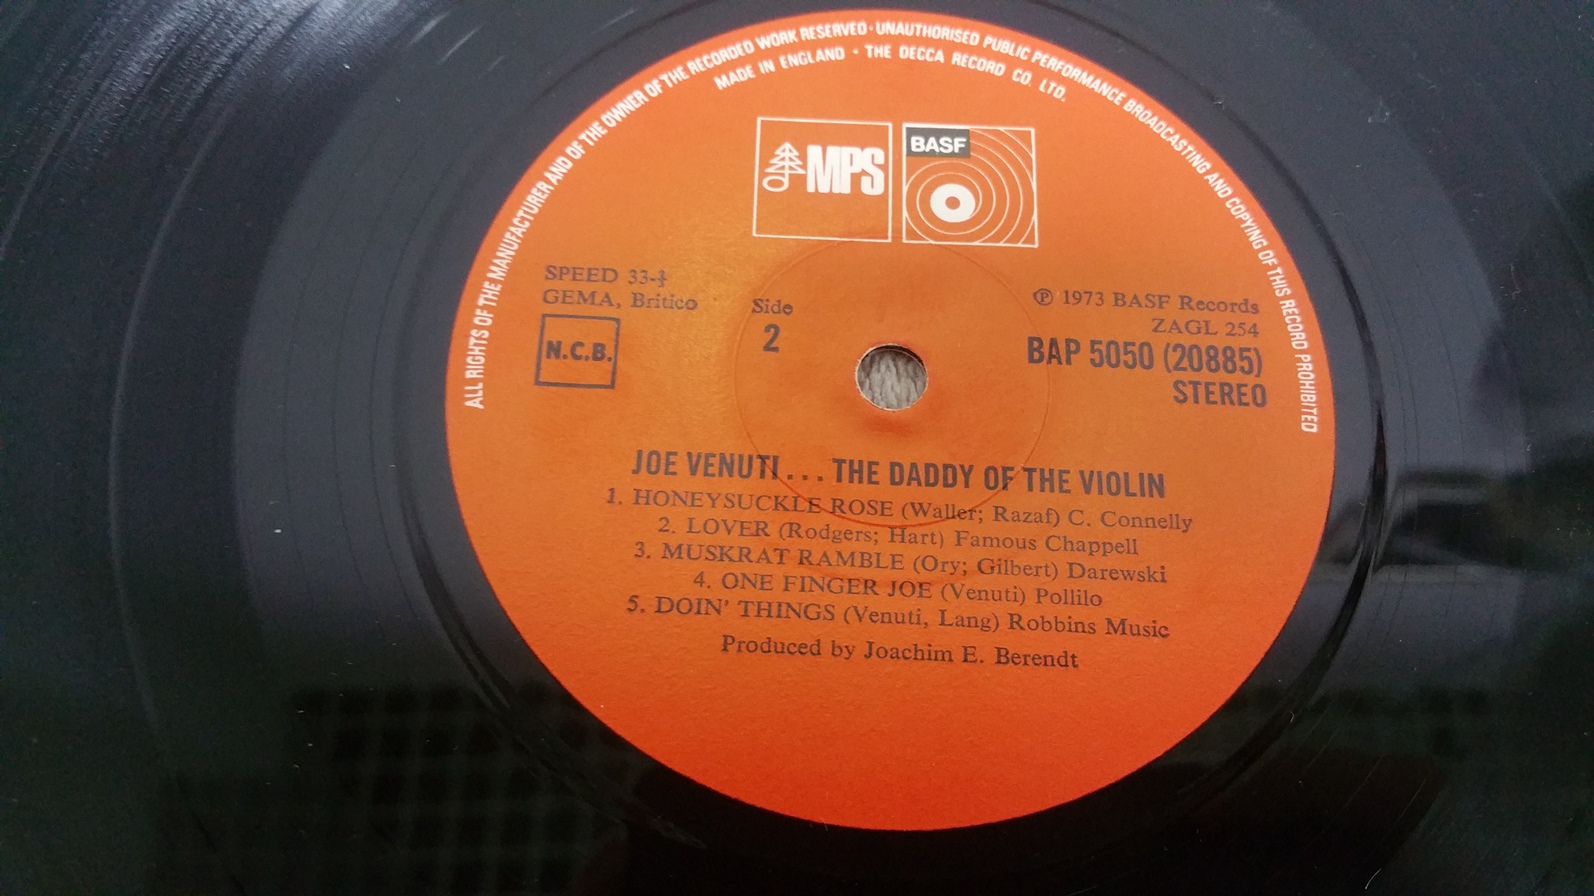 ALL RIGHTS OF THE MANUFACTURER AND OF THE OWNER OF THE RECORDED WORK RESERVED · UNAUTHORISED PUBLIC PERFORMANCE BROADCASTING AND COPYING OF THIS RECORD PROHIBITED
MADE IN ENGLAND · THE DECCA RECORD CO. LTD.
MPS
BASF
SPEED 33-⅓
GEMA, Britico
N.C.B.
Side
2
℗ 1973 BASF Records
ZAGL 254
BAP 5050 (20885)
STEREO
JOE VENUTI . . . THE DADDY OF THE VIOLIN
1. HONEYSUCKLE ROSE (Waller; Razaf) C. Connelly
2. LOVER (Rodgers; Hart) Famous Chappell
3. MUSKRAT RAMBLE (Ory; Gilbert) Darewski
4. ONE FINGER JOE (Venuti) Pollilo
5. DOIN' THINGS (Venuti, Lang) Robbins Music
Produced by Joachim E. Berendt